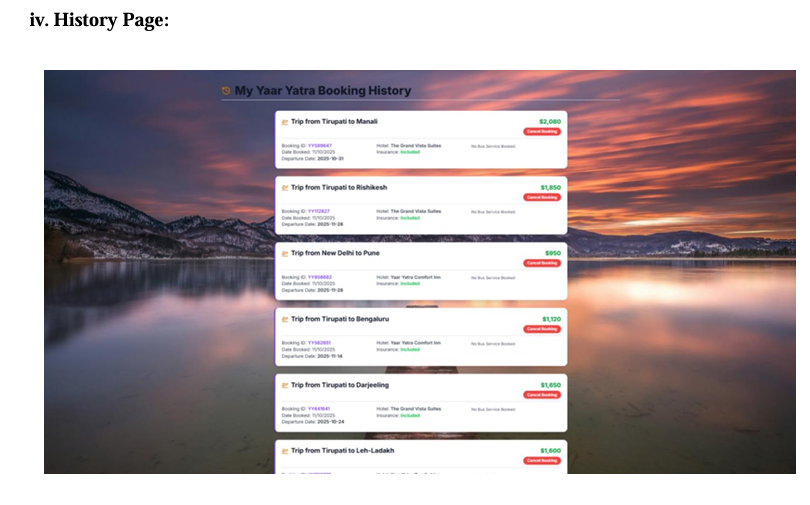 iv. History Page:
My Yaar Yatra Booking History
Trip from Tirupati to Manali
$2,080
Cancel Booking
Booking ID: YY589647 Hotel: The Grand Vista Suites No Bus Service Booked
Date Booked: 11/10/2025 Insurance: Included
Departure Date: 2025-10-31
Trip from Tirupati to Rishikesh
$1,850
Cancel Booking
Booking ID: YY112827 Hotel: The Grand Vista Suites No Bus Service Booked
Date Booked: 11/10/2025 Insurance: Included
Departure Date: 2025-11-28
Trip from New Delhi to Pune
$950
Cancel Booking
Booking ID: Hotel: Yaar Yatra Comfort Inn No Bus Service Booked
Date Booked: 11/10/2025 Insurance: Included
Departure Date: 2025-11-28
Trip from Tirupati to Bengaluru
$1,120
Cancel Booking
Booking ID: Hotel: Yaar Yatra Comfort Inn No Bus Service Booked
Date Booked: 11/10/2025 Insurance: Included
Departure Date: 2025-11-14
Trip from Tirupati to Darjeeling
$1,650
Cancel Booking
Booking ID: YY441641 Hotel: The Grand Vista Suites No Bus Service Booked
Date Booked: 11/10/2025 Insurance: Included
Departure Date: 2025-10-24
Trip from Tirupati to Leh-Ladakh
$1,600
Cancel Booking